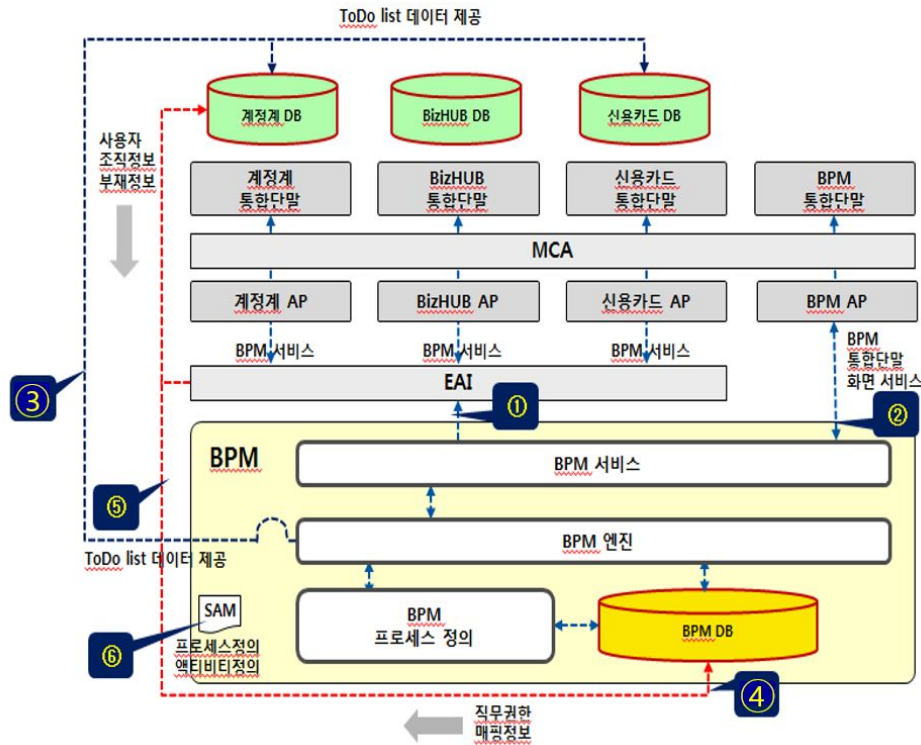 ToDo list 데이터 제공
계정계 DB
BizHUB DB
신용카드 DB
사용자
조직정보
부재정보
계정계
통합단말
BizHUB
통합단말
신용카드
통합단말
BPM
통합단말
MCA
계정계 AP
BizHUB AP
신용카드 AP
BPM AP
BPM 서비스
BPM 서비스
BPM 서비스
BPM
통합단말
화면 서비스
EAI
③
①
②
BPM
BPM 서비스
⑤
BPM 엔진
ToDo list 데이터 제공
SAM
BPM
프로세스 정의
BPM DB
⑥
프로세스정의
액티비티정의
④
직무권한
매핑정보